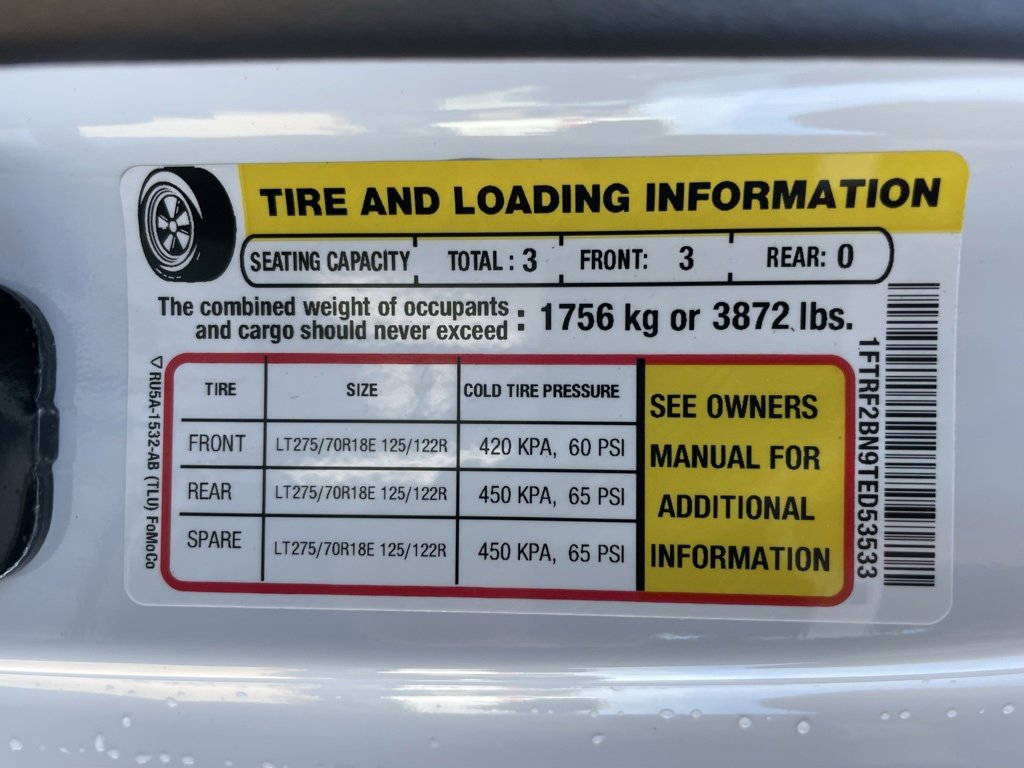 TIRE AND LOADING INFORMATION
SEATING CAPACITY TOTAL : 3 FRONT: 3 REAR: 0
The combined weight of occupants
and cargo should never exceed : 1756 kg or 3872 lbs.
TIRE SIZE COLD TIRE PRESSURE
FRONT LT275/70R18E 125/122R 420 KPA, 60 PSI
REAR LT275/70R18E 125/122R 450 KPA, 65 PSI
SPARE LT275/70R18E 125/122R 450 KPA, 65 PSI
SEE OWNERS
MANUAL FOR
ADDITIONAL
INFORMATION
1FTRF2BN9TED53533
RU5A-1532-AB (TLU) FoMoCo